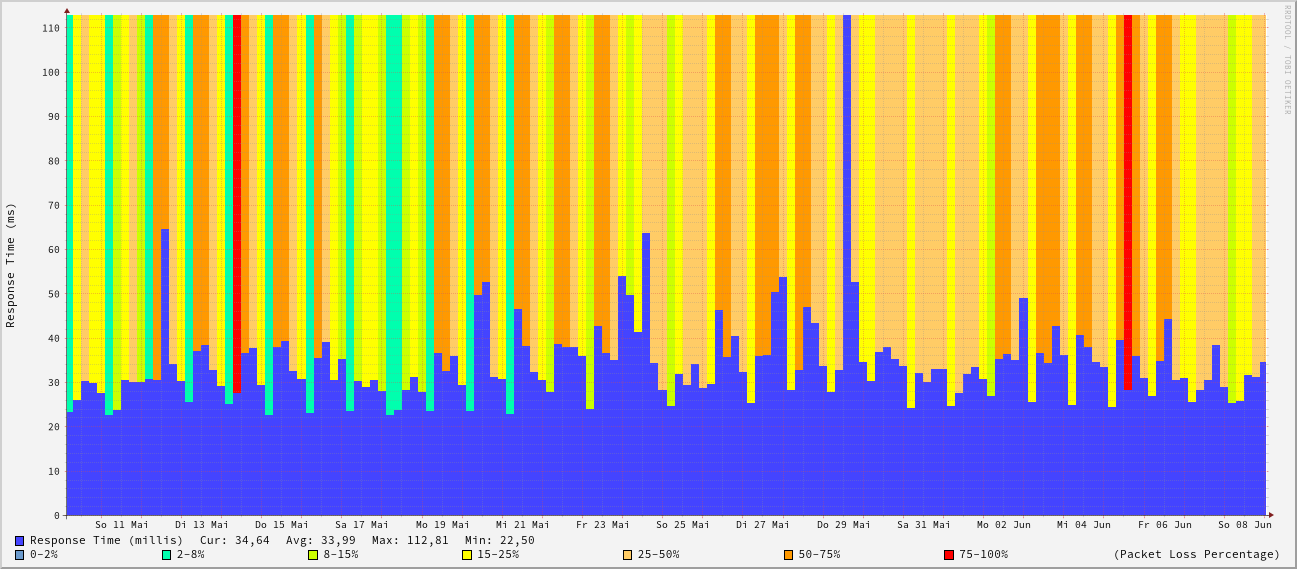 RRDTOOL / TOBI OETIKER
Response Time (ms)
110
100
90
80
70
60
50
40
30
20
10
0
So 11 Mai Di 13 Mai Do 15 Mai Sa 17 Mai Mo 19 Mai Mi 21 Mai Fr 23 Mai So 25 Mai Di 27 Mai Do 29 Mai Sa 31 Mai Mo 02 Jun Mi 04 Jun Fr 06 Jun So 08 Jun
Response Time (millis) Cur: 34,64 Avg: 33,99 Max: 112,81 Min: 22,50
0-2% 2-8% 8-15% 15-25% 25-50% 50-75% 75-100% (Packet Loss Percentage)